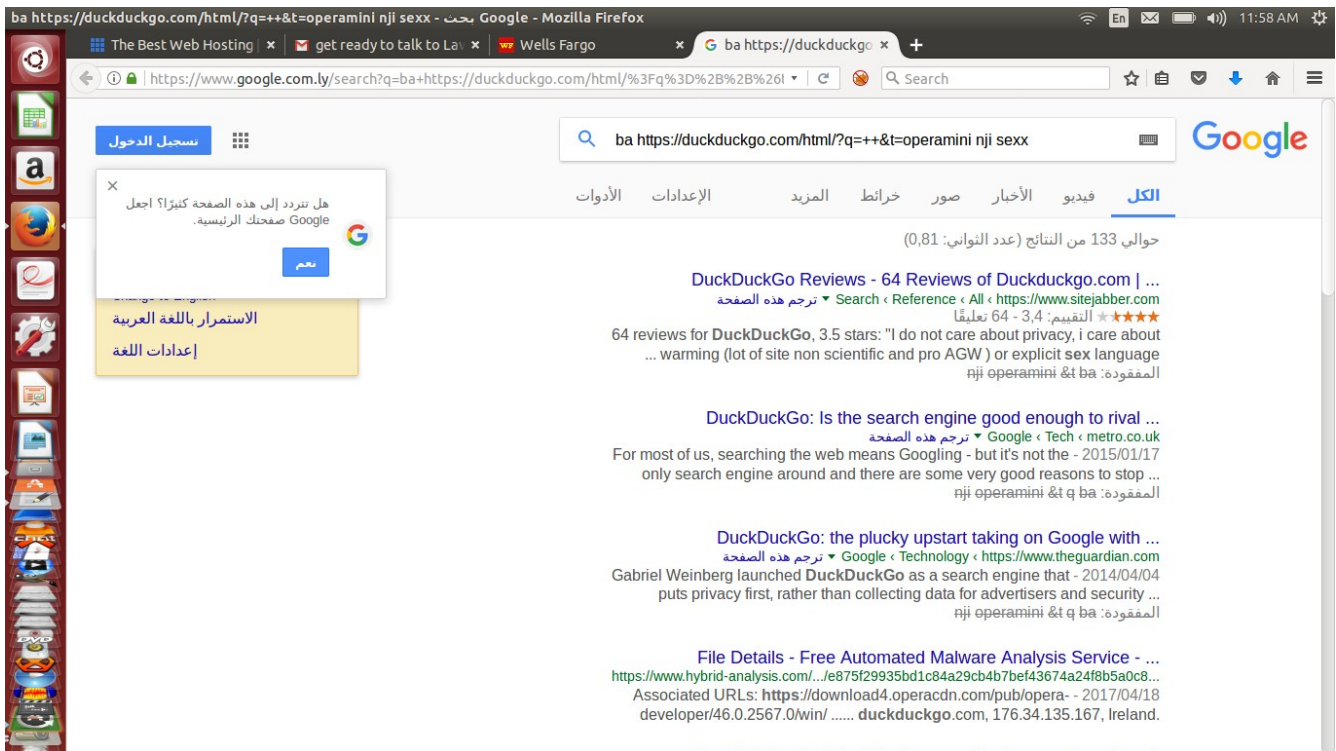 ba https://duckduckgo.com/html/?q=++&t=operamini nji sexx - بحث Google - Mozilla Firefox
En 11:58 AM
The Best Web Hosting
get ready to talk to Lav
Wells Fargo
ba https://duckduckgo
https://www.google.com.ly/search?q=ba+https://duckduckgo.com/html/%3Fq%3D%2B%2B%26
Search
تسجيل الدخول
ba https://duckduckgo.com/html/?q=++&t=operamini nji sexx
Google
الكل فيديو الأخبار صور خرائط المزيد الإعدادات الأدوات
هل تتردد إلى هذه الصفحة كثيرًا؟ اجعل
Google صفحتك الرئيسية.
نعم
Change to English
الاستمرار باللغة العربية
إعدادات اللغة
حوالي 133 من النتائج (عدد الثواني: 0,81)
DuckDuckGo Reviews - 64 Reviews of Duckduckgo.com | ...
Search ‹ Reference ‹ All ‹ https://www.sitejabber.com ترجم هذه الصفحة
التقييم: 3,4 - 64 تعليقًا
64 reviews for DuckDuckGo, 3.5 stars: "I do not care about privacy, i care about
... warming (lot of site non scientific and pro AGW ) or explicit sex language
المفقودة: nji operamini &t ba
DuckDuckGo: Is the search engine good enough to rival ...
Google ‹ Tech ‹ metro.co.uk ترجم هذه الصفحة
For most of us, searching the web means Googling - but it's not the - 2015/01/17
only search engine around and there are some very good reasons to stop ...
المفقودة: nji operamini &t q ba
DuckDuckGo: the plucky upstart taking on Google with ...
Google ‹ Technology ‹ https://www.theguardian.com ترجم هذه الصفحة
Gabriel Weinberg launched DuckDuckGo as a search engine that - 2014/04/04
puts privacy first, rather than collecting data for advertisers and security ...
المفقودة: nji operamini &t q ba
File Details - Free Automated Malware Analysis Service - ...
https://www.hybrid-analysis.com/.../e875f29935bd1c84a29cb4b7bef43674a24f8b5a0c8...
Associated URLs: https://download4.operacdn.com/pub/opera- - 2017/04/18
developer/46.0.2567.0/win/ ...... duckduckgo.com, 176.34.135.167, Ireland.